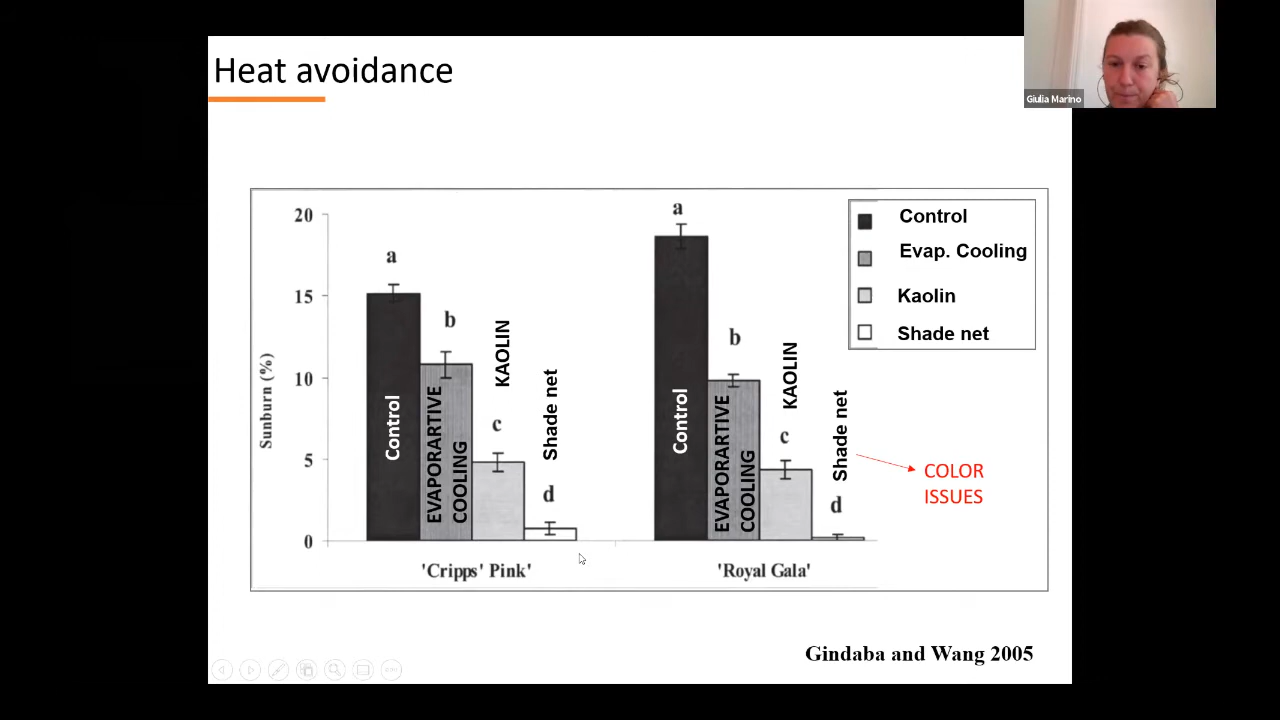 Heat avoidance
Giulia Marino
20
15
10
5
0
Sunburn (%)
a
b
c
d
Control
EVAPORARTIVE
COOLING
KAOLIN
Shade net
'Cripps' Pink'
a
b
c
d
Control
EVAPORARTIVE
COOLING
KAOLIN
Shade net
'Royal Gala'
Control
Evap. Cooling
Kaolin
Shade net
COLOR
ISSUES
Gindaba and Wang 2005